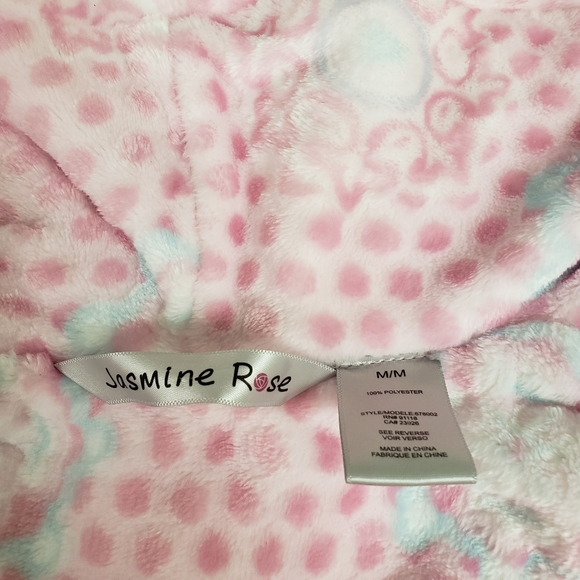 Jasmine Rose
M/M
100% POLYESTER
STYLE/MODELE:678002
RN# 91118
CA# 23026
SEE REVERSE
VOIR VERSO
MADE IN CHINA
FABRIQUE EN CHINE